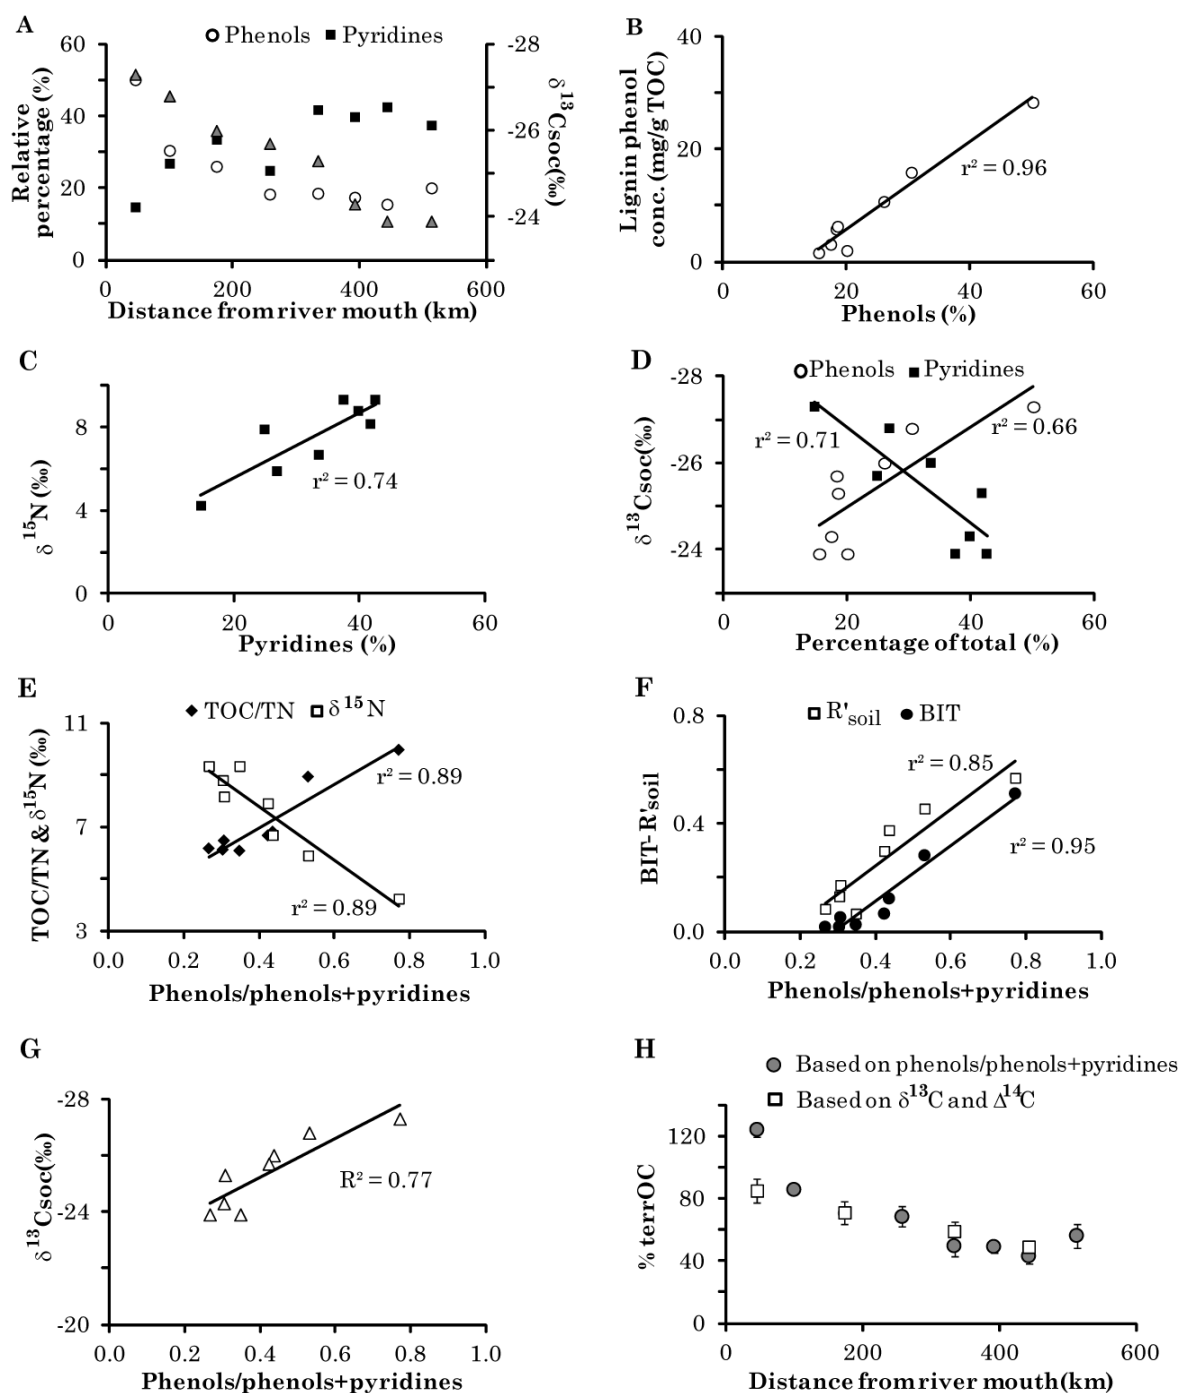 A
Phenols Pyridines
60
40
20
0
Relative
percentage (%)
-28
-26
-24
δ¹³Csoc(‰)
0 200 400 600
Distance from river mouth (km)
B
40
20
0
Lignin phenol
conc. (mg/g TOC)
r² = 0.96
0 20 40 60
Phenols (%)
C
8
4
0
δ ¹⁵N (‰)
r² = 0.74
0 20 40 60
Pyridines (%)
D
Phenols Pyridines
-28
-26
-24
δ¹³Csoc(‰)
r² = 0.71
r² = 0.66
0 20 40 60
Percentage of total (%)
E
TOC/TN δ¹⁵N
11
7
3
TOC/TN & δ¹⁵N (‰)
r² = 0.89
r² = 0.89
0.0 0.2 0.4 0.6 0.8 1.0
Phenols/phenols+pyridines
F
R'soil BIT
0.8
0.4
0.0
BIT-R'soil
r² = 0.85
r² = 0.95
0.0 0.2 0.4 0.6 0.8 1.0
Phenols/phenols+pyridines
G
-28
-24
-20
δ¹³Csoc(‰)
R² = 0.77
0.0 0.2 0.4 0.6 0.8 1.0
Phenols/phenols+pyridines
H
Based on phenols/phenols+pyridines
Based on δ¹³C and Δ¹⁴C
120
80
40
0
% terrOC
0 200 400 600
Distance from river mouth(km)